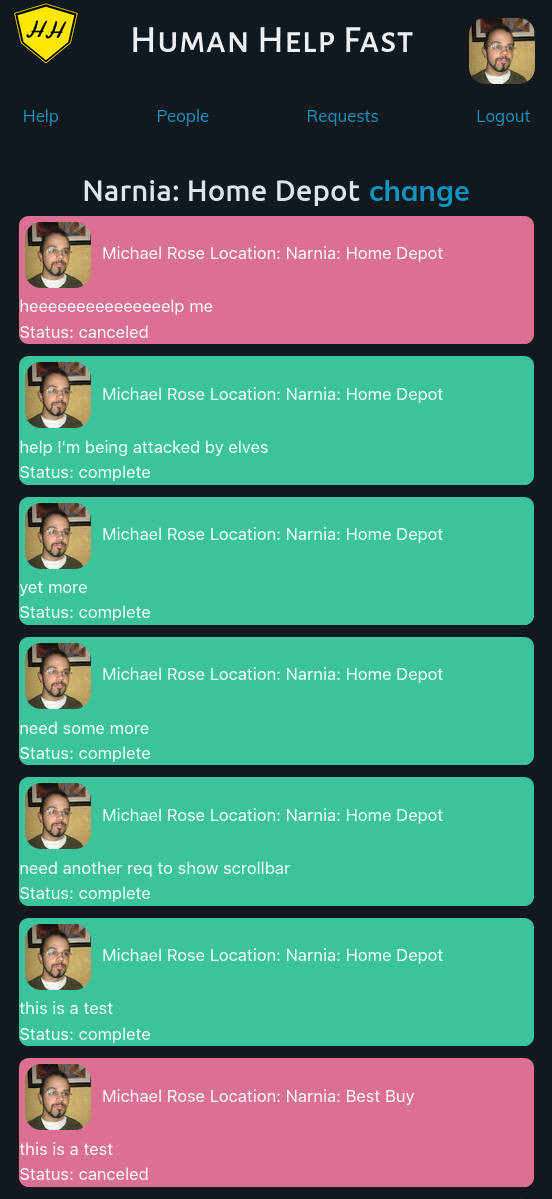 HH
Human Help Fast
Help People Requests Logout
Narnia: Home Depot change
Michael Rose Location: Narnia: Home Depot
heeeeeeeeeeeeeeelp me
Status: canceled
Michael Rose Location: Narnia: Home Depot
help I'm being attacked by elves
Status: complete
Michael Rose Location: Narnia: Home Depot
yet more
Status: complete
Michael Rose Location: Narnia: Home Depot
need some more
Status: complete
Michael Rose Location: Narnia: Home Depot
need another req to show scrollbar
Status: complete
Michael Rose Location: Narnia: Home Depot
this is a test
Status: complete
Michael Rose Location: Narnia: Best Buy
this is a test
Status: canceled